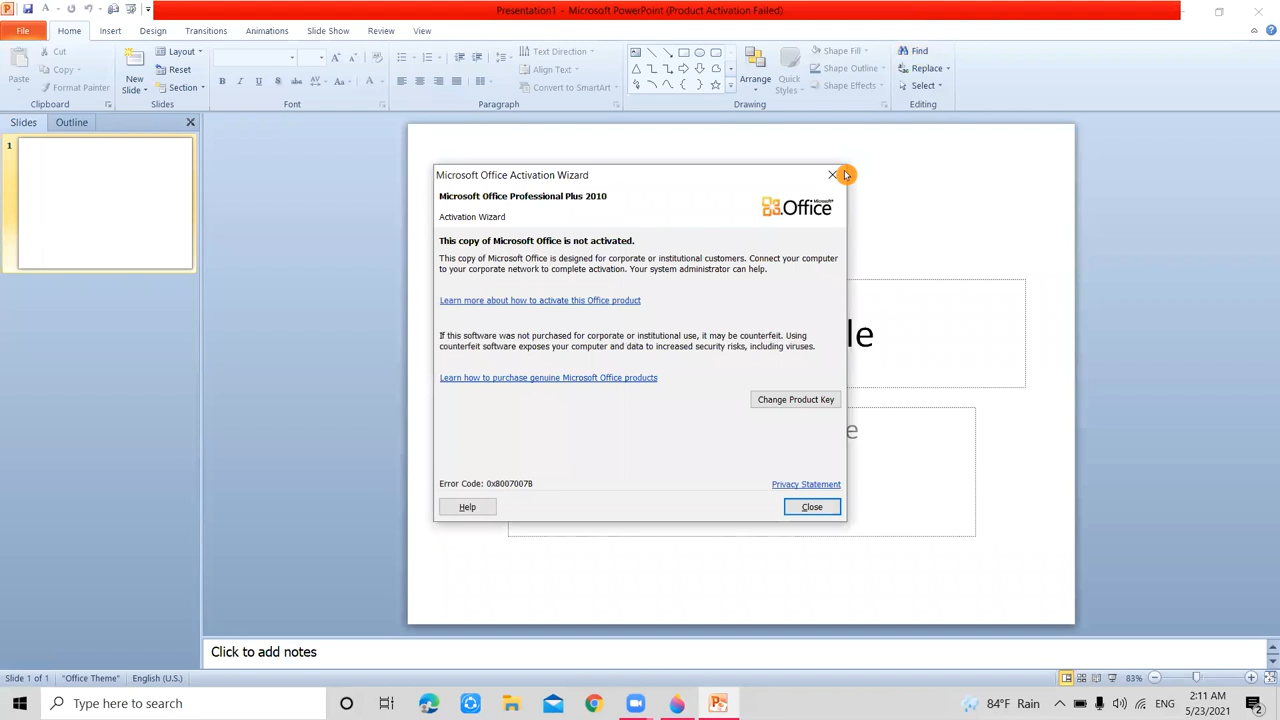 Presentation1 - Microsoft PowerPoint (Product Activation Failed)
File Home Insert Design Transitions Animations Slide Show Review View
Paste
Cut
Copy
Format Painter
Clipboard
New
Slide
Layout
Reset
Section
Slides
Font
Text Direction
Align Text
Convert to SmartArt
Paragraph
Arrange
Quick
Styles
Shape Fill
Shape Outline
Shape Effects
Drawing
Find
Replace
Select
Editing
Slides Outline
1
Microsoft Office Activation Wizard
Microsoft Office Professional Plus 2010
Activation Wizard
Microsoft
Office
This copy of Microsoft Office is not activated.
This copy of Microsoft Office is designed for corporate or institutional customers. Connect your computer
to your corporate network to complete activation. Your system administrator can help.
Learn more about how to activate this Office product
If this software was not purchased for corporate or institutional use, it may be counterfeit. Using
counterfeit software exposes your computer and data to increased security risks, including viruses.
Learn how to purchase genuine Microsoft Office products
Change Product Key
Error Code: 0x8007007B
Privacy Statement
Help
Close
le
e
Click to add notes
Slide 1 of 1 "Office Theme" English (U.S.)
83%
Type here to search
84°F Rain
ENG
2:11 AM
5/23/2021
2